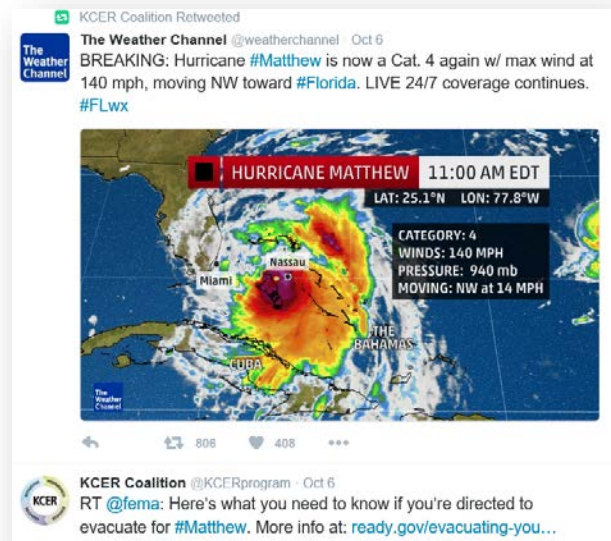 KCER Coalition Retweeted
The Weather Channel @weatherchannel · Oct 6
The
Weather
Channel
BREAKING: Hurricane #Matthew is now a Cat. 4 again w/ max wind at
140 mph, moving NW toward #Florida. LIVE 24/7 coverage continues.
#FLwx
HURRICANE MATTHEW 11:00 AM EDT
LAT: 25.1°N LON: 77.8°W
CATEGORY: 4
WINDS: 140 MPH
PRESSURE: 940 mb
MOVING: NW at 14 MPH
Nassau
Miami
THE
BAHAMAS
CUBA
The
Weather
Channel
806 408
KCER Coalition @KCERprogram · Oct 6
KCER
RT @fema: Here's what you need to know if you're directed to
evacuate for #Matthew. More info at: ready.gov/evacuating-you…